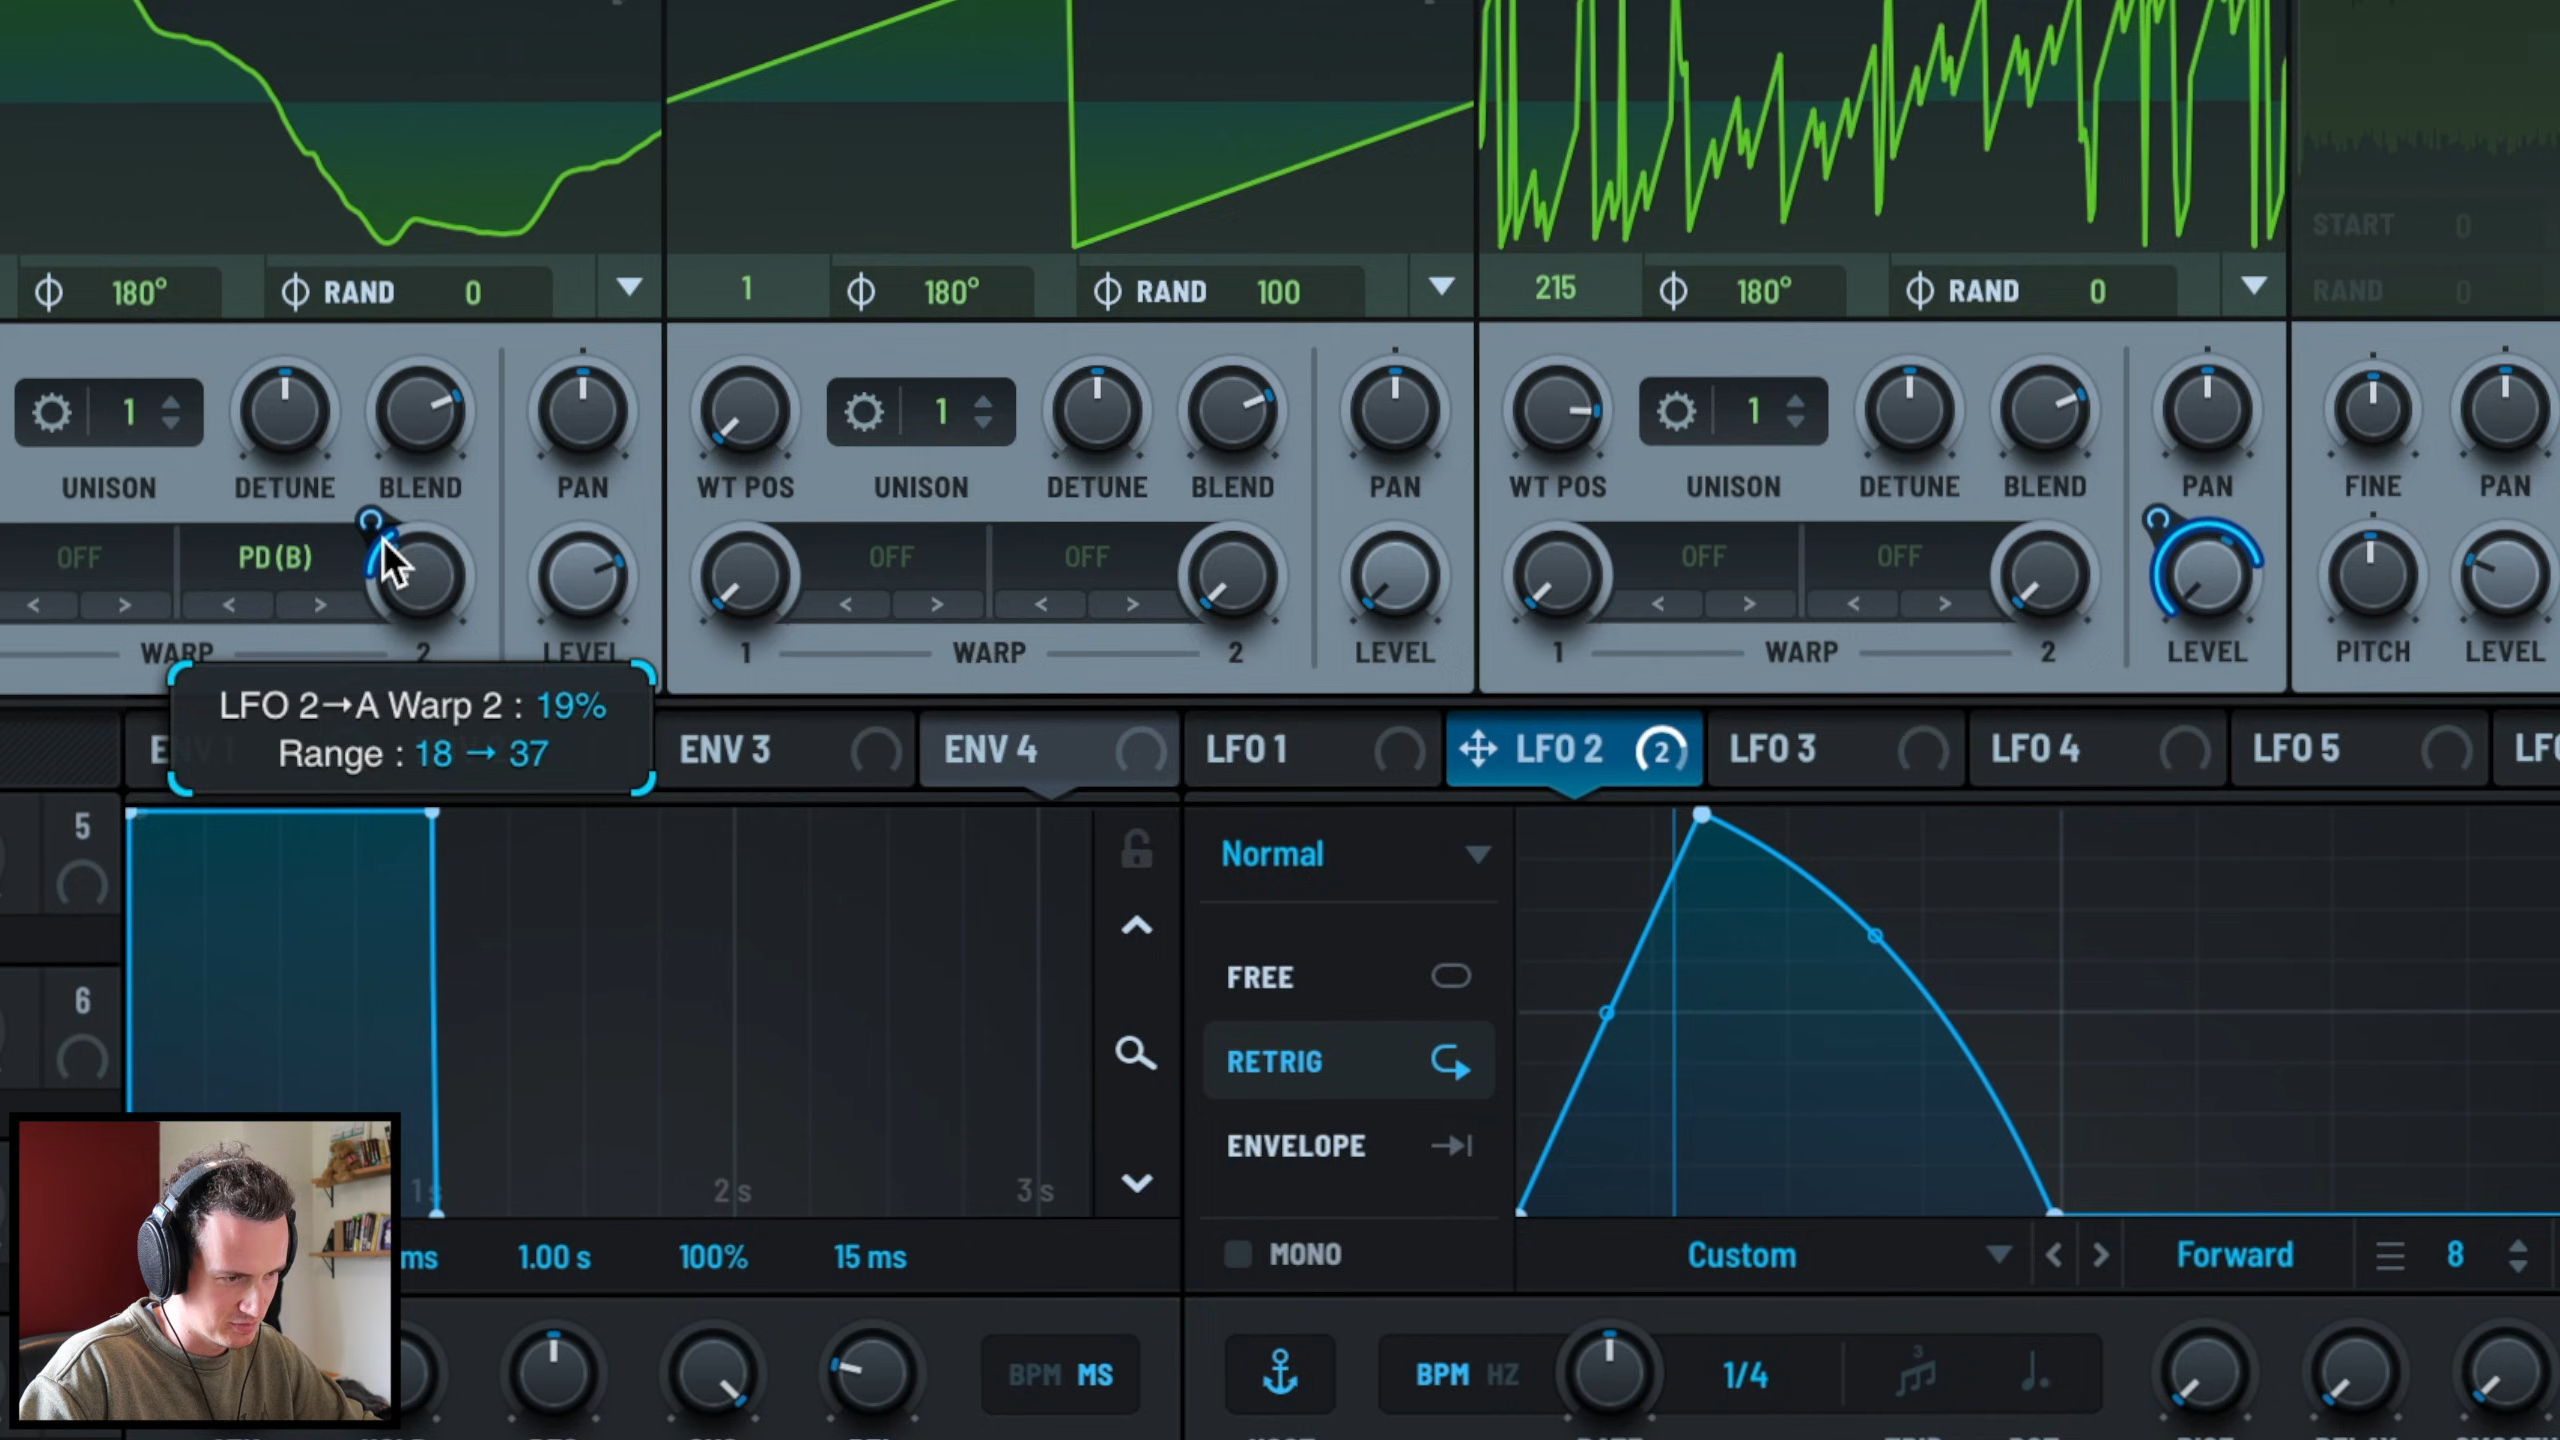 180° RAND 0
1 180° RAND 100
215 180° RAND 0
START 0
RAND 0
1
UNISON DETUNE BLEND PAN
1
WT POS UNISON DETUNE BLEND PAN
1
WT POS UNISON DETUNE BLEND PAN
FINE PAN
OFF PD (B)
< > < >
WARP 2 LEVEL
OFF OFF
< > < >
1 WARP 2 LEVEL
OFF OFF
< > < >
1 WARP 2 LEVEL
PITCH LEVEL
LFO 2→A Warp 2 : 19%
Range : 18 → 37
ENV 3 ENV 4 LFO 1 LFO 2 2 LFO 3 LFO 4 LFO 5
5
6
1 s 2 s 3 s
ms 1.00 s 100% 15 ms
BPM MS
Normal
FREE
RETRIG
ENVELOPE
MONO
Custom < > Forward 8
BPM HZ 1/4 3